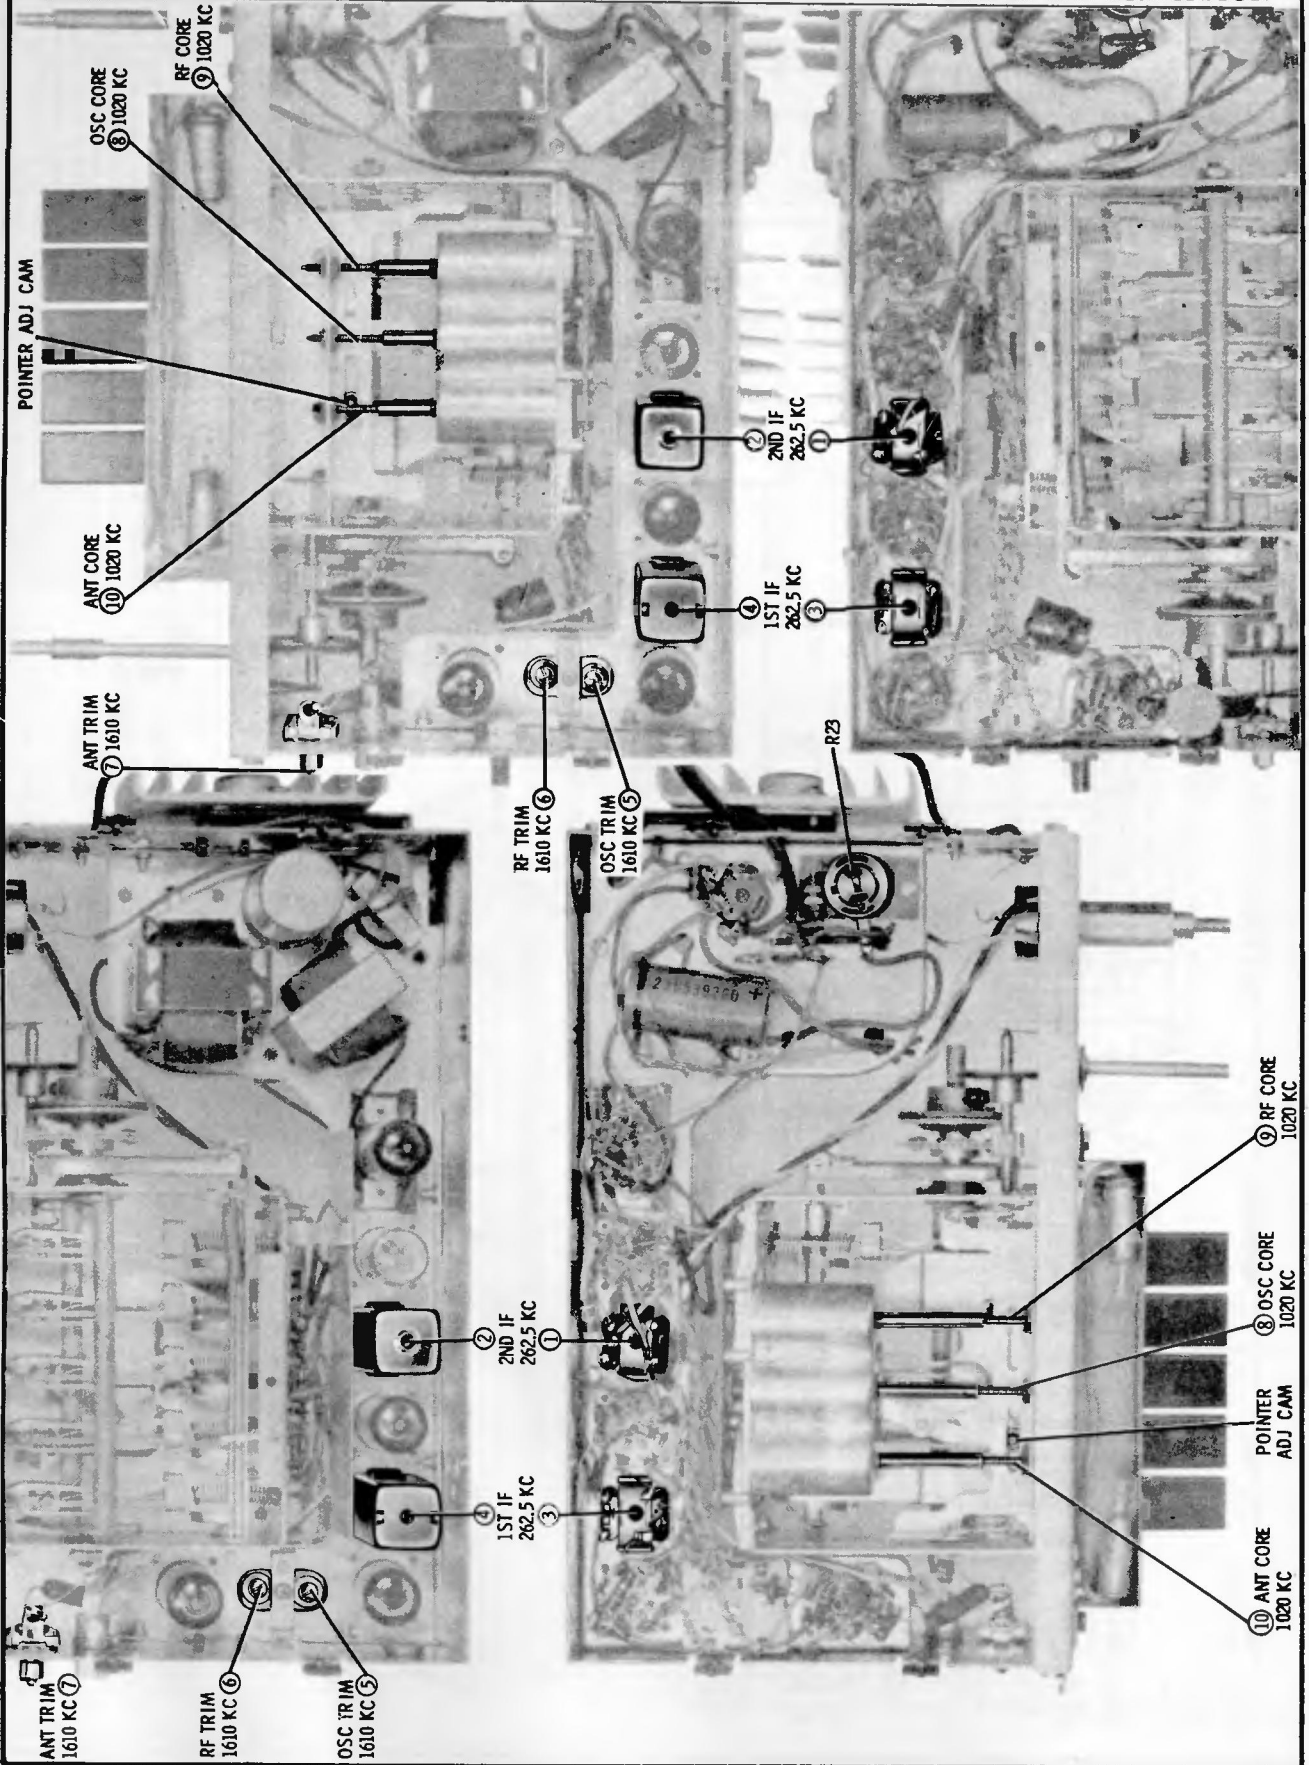 RF CORE
⑨ 1020 KC
OSC CORE
⑧ 1020 KC
POINTER ADJ CAM
ANT CORE
⑩ 1020 KC
ANT TRIM
⑦ 1610 KC
②
2ND IF
262.5 KC
①
④
1ST IF
262.5 KC
③
RF TRIM
1610 KC ⑥
OSC TRIM
1610 KC ⑤
R23
②
2ND IF
262.5 KC
①
④
1ST IF
262.5 KC
③
ANT TRIM
1610 KC ⑦
RF TRIM
1610 KC ⑥
OSC TRIM
1610 KC ⑤
⑨ RF CORE
1020 KC
⑧ OSC CORE
1020 KC
POINTER
ADJ CAM
⑩ ANT CORE
1020 KC